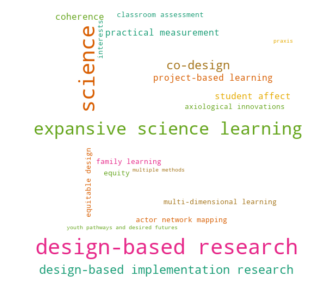 coherence
classroom assessment
interests
practical measurement
science
praxis
co-design
project-based learning
student affect
axiological innovations
expansive science learning
equitable design
family learning
equity
multiple methods
multi-dimensional learning
actor network mapping
youth pathways and desired futures
design-based research
design-based implementation research